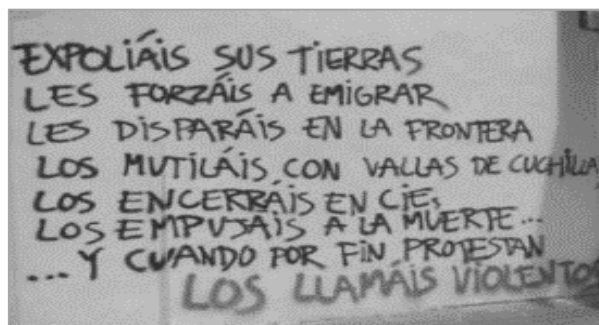 EXPOLIÁIS SUS TIERRAS
LES FORZÁIS A EMIGRAR
LES DISPARÁIS EN LA FRONTERA
LOS MUTILÁIS CON VALLAS DE CUCHILLA
LOS ENCERRÁIS EN CIE,
LOS EMPUJÁIS A LA MUERTE...
... Y CUANDO POR FIN PROTESTAN
LOS LLAMÁIS VIOLENTOS